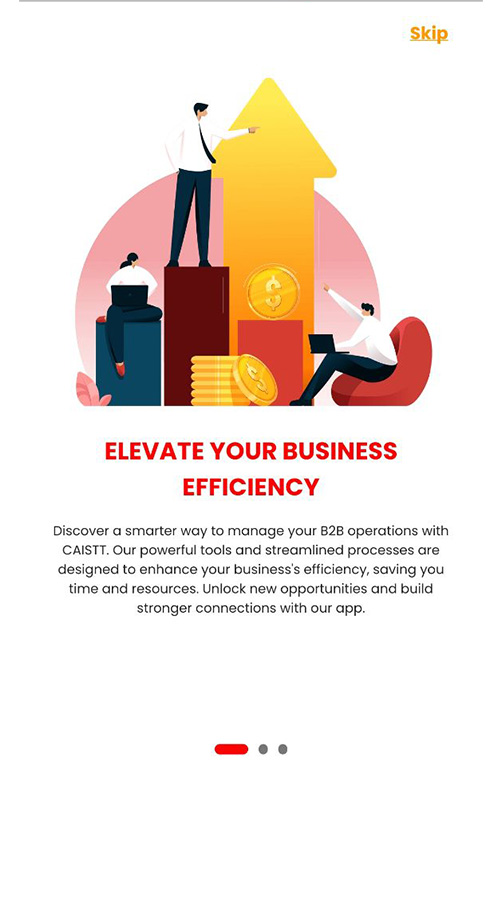 Skip
$
$
ELEVATE YOUR BUSINESS
EFFICIENCY
Discover a smarter way to manage your B2B operations with
CAISTT. Our powerful tools and streamlined processes are
designed to enhance your business's efficiency, saving you
time and resources. Unlock new opportunities and build
stronger connections with our app.